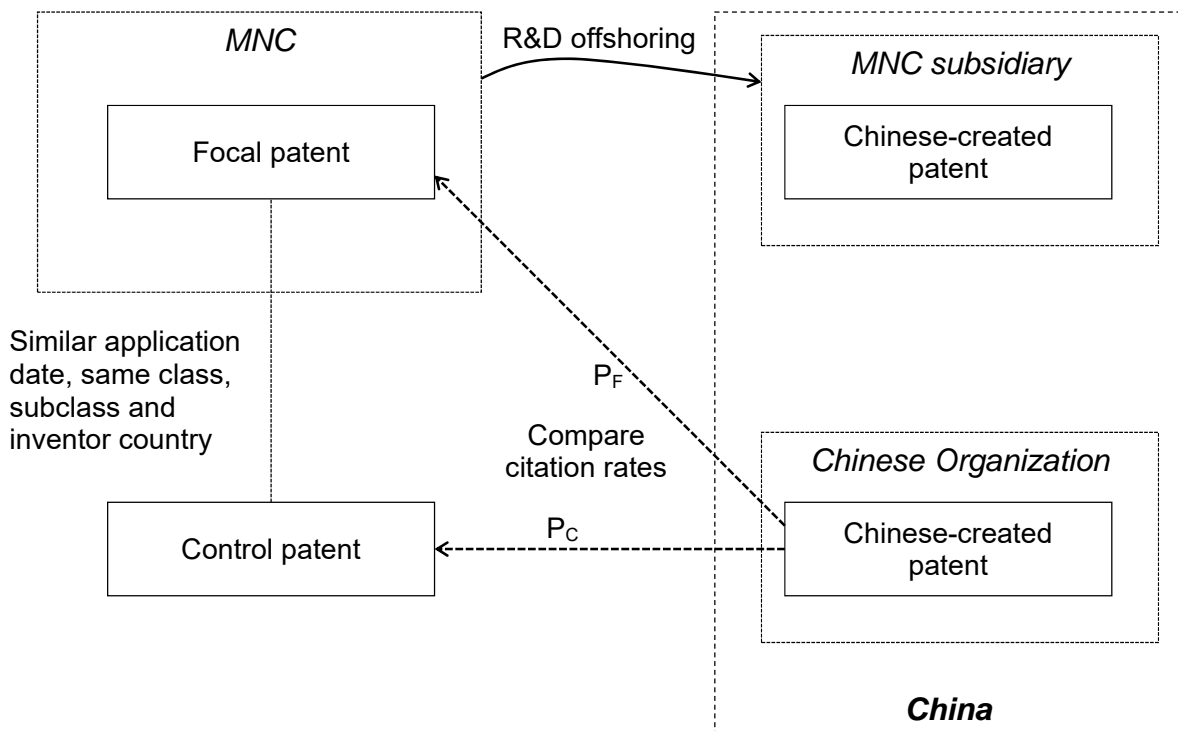 MNC
R&D offshoring
MNC subsidiary
Focal patent
Chinese-created
patent
Similar application
date, same class,
subclass and
inventor country
PF
Compare
citation rates
Chinese Organization
Control patent
PC
Chinese-created
patent
China